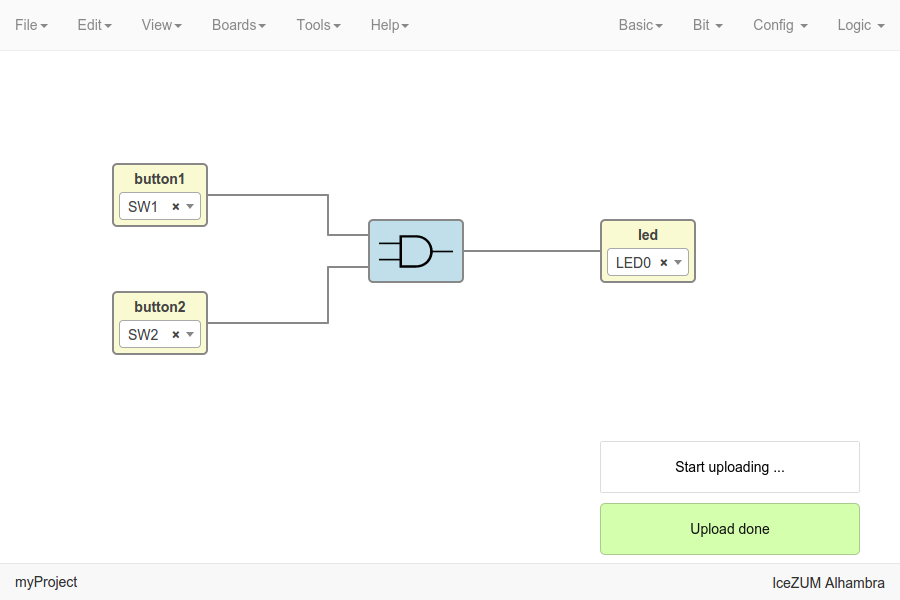 File Edit View Boards Tools Help Basic Bit Config Logic
button1
SW1 ×
led
LED0 ×
button2
SW2 ×
Start uploading ...
Upload done
myProject IceZUM Alhambra